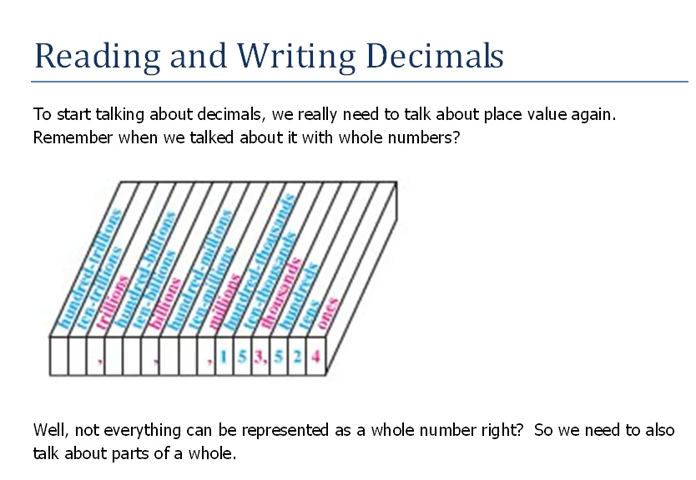 Reading and Writing Decimals
To start talking about decimals, we really need to talk about place value again.
Remember when we talked about it with whole numbers?
hundred-trillions
ten-trillions
trillions
hundred-billions
ten-billions
billions
hundred-millions
ten-millions
millions
hundred-thousands
ten-thousands
thousands
hundreds
tens
ones
, , , 1 5 3, 5 2 4
Well, not everything can be represented as a whole number right? So we need to also
talk about parts of a whole.